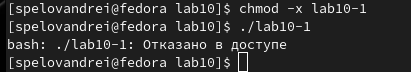 [spelovandrei@fedora lab10]$ chmod -x lab10-1
[spelovandrei@fedora lab10]$ ./lab10-1
bash: ./lab10-1: Отказано в доступе
[spelovandrei@fedora lab10]$